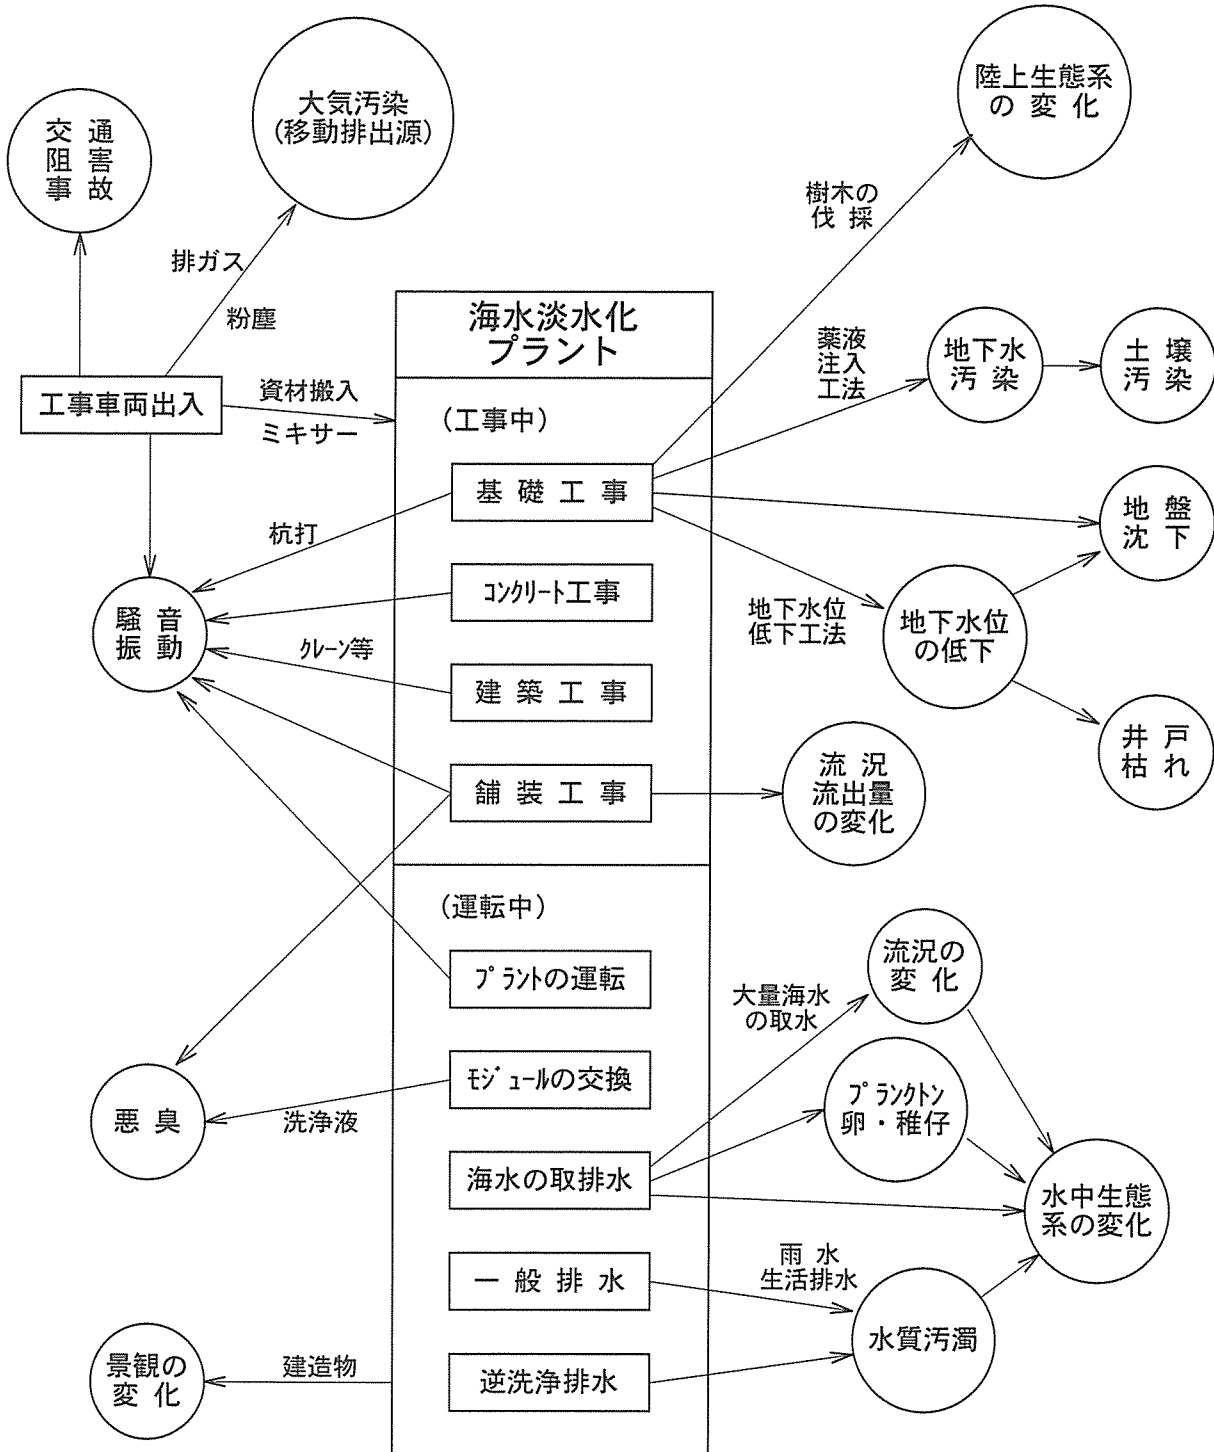 大気汚染
(移動排出源)
陸上生態系
の変化
交通
阻害
事故
樹木の
伐採
排ガス
粉塵
海水淡水化
プラント
薬液
注入
工法
地下水
汚染
土壌
汚染
工事車両出入
資材搬入
ミキサー
(工事中)
基礎工事
杭打
地盤
沈下
コンクリート工事
騒音
振動
クレーン等
地下水位
低下工法
地下水位
の低下
建築工事
舗装工事
流況
流出量
の変化
井戸
枯れ
(運転中)
プラントの運転
大量海水
の取水
流況の
変化
モジュールの交換
洗浄液
悪臭
プランクトン
卵・稚仔
海水の取排水
水中生態
系の変化
一般排水
雨水
生活排水
水質汚濁
景観の
変化
建造物
逆洗浄排水